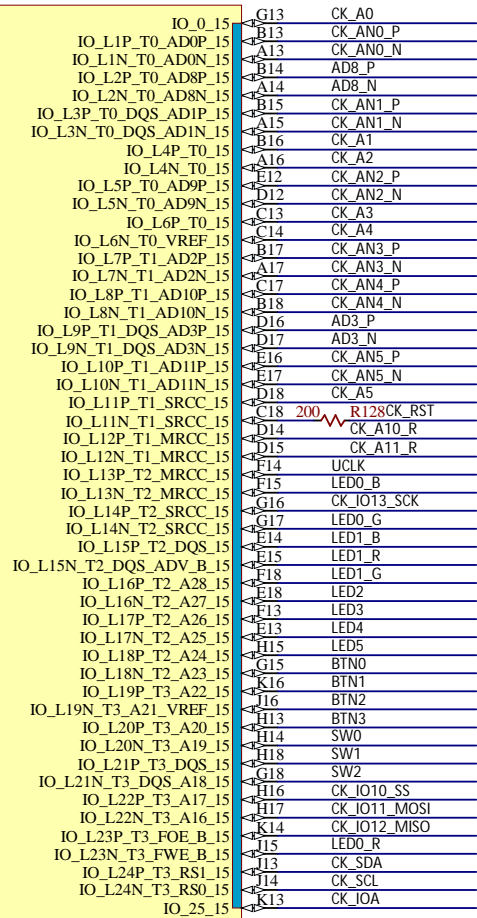 IO_0_15 G13 CK_A0
IO_L1P_T0_AD0P_15 B13 CK_AN0_P
IO_L1N_T0_AD0N_15 A13 CK_AN0_N
IO_L2P_T0_AD8P_15 B14 AD8_P
IO_L2N_T0_AD8N_15 A14 AD8_N
IO_L3P_T0_DQS_AD1P_15 B15 CK_AN1_P
IO_L3N_T0_DQS_AD1N_15 A15 CK_AN1_N
IO_L4P_T0_15 B16 CK_A1
IO_L4N_T0_15 A16 CK_A2
IO_L5P_T0_AD9P_15 E12 CK_AN2_P
IO_L5N_T0_AD9N_15 D12 CK_AN2_N
IO_L6P_T0_15 C13 CK_A3
IO_L6N_T0_VREF_15 C14 CK_A4
IO_L7P_T1_AD2P_15 B17 CK_AN3_P
IO_L7N_T1_AD2N_15 A17 CK_AN3_N
IO_L8P_T1_AD10P_15 C17 CK_AN4_P
IO_L8N_T1_AD10N_15 B18 CK_AN4_N
IO_L9P_T1_DQS_AD3P_15 D16 AD3_P
IO_L9N_T1_DQS_AD3N_15 D17 AD3_N
IO_L10P_T1_AD11P_15 E16 CK_AN5_P
IO_L10N_T1_AD11N_15 E17 CK_AN5_N
IO_L11P_T1_SRCC_15 D18 CK_A5
IO_L11N_T1_SRCC_15 C18 200 R128 CK_RST
IO_L12P_T1_MRCC_15 D14 CK_A10_R
IO_L12N_T1_MRCC_15 D15 CK_A11_R
IO_L13P_T2_MRCC_15 F14 UCLK
IO_L13N_T2_MRCC_15 F15 LED0_B
IO_L14P_T2_SRCC_15 G16 CK_IO13_SCK
IO_L14N_T2_SRCC_15 G17 LED0_G
IO_L15P_T2_DQS_15 E14 LED1_B
IO_L15N_T2_DQS_ADV_B_15 E15 LED1_R
IO_L16P_T2_A28_15 F18 LED1_G
IO_L16N_T2_A27_15 E18 LED2
IO_L17P_T2_A26_15 F13 LED3
IO_L17N_T2_A25_15 E13 LED4
IO_L18P_T2_A24_15 H15 LED5
IO_L18N_T2_A23_15 G15 BTN0
IO_L19P_T3_A22_15 K16 BTN1
IO_L19N_T3_A21_VREF_15 J16 BTN2
IO_L20P_T3_A20_15 H13 BTN3
IO_L20N_T3_A19_15 H14 SW0
IO_L21P_T3_DQS_15 H18 SW1
IO_L21N_T3_DQS_A18_15 G18 SW2
IO_L22P_T3_A17_15 H16 CK_IO10_SS
IO_L22N_T3_A16_15 H17 CK_IO11_MOSI
IO_L23P_T3_FOE_B_15 K14 CK_IO12_MISO
IO_L23N_T3_FWE_B_15 J15 LED0_R
IO_L24P_T3_RS1_15 J13 CK_SDA
IO_L24N_T3_RS0_15 J14 CK_SCL
IO_25_15 K13 CK_IOA